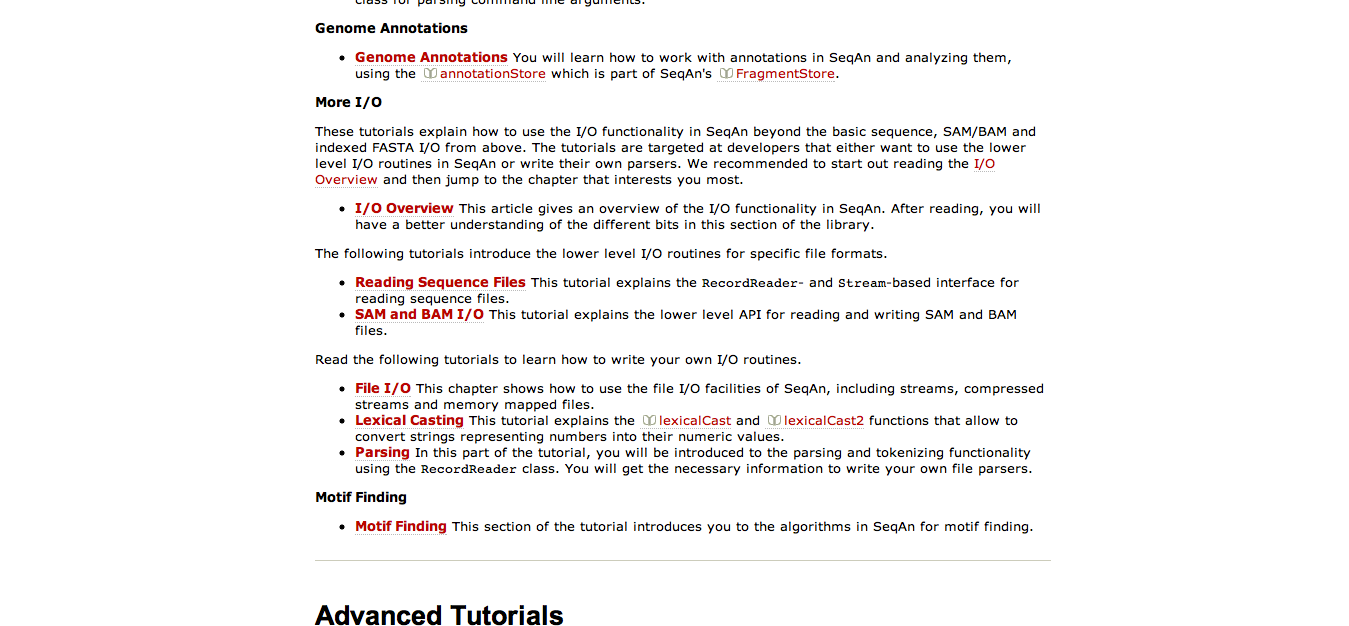 class for parsing command line arguments.
Genome Annotations
Genome Annotations You will learn how to work with annotations in SeqAn and analyzing them,
using the annotationStore which is part of SeqAn's FragmentStore.
More I/O
These tutorials explain how to use the I/O functionality in SeqAn beyond the basic sequence, SAM/BAM and
indexed FASTA I/O from above. The tutorials are targeted at developers that either want to use the lower
level I/O routines in SeqAn or write their own parsers. We recommended to start out reading the I/O
Overview and then jump to the chapter that interests you most.
I/O Overview This article gives an overview of the I/O functionality in SeqAn. After reading, you will
have a better understanding of the different bits in this section of the library.
The following tutorials introduce the lower level I/O routines for specific file formats.
Reading Sequence Files This tutorial explains the RecordReader- and Stream-based interface for
reading sequence files.
SAM and BAM I/O This tutorial explains the lower level API for reading and writing SAM and BAM
files.
Read the following tutorials to learn how to write your own I/O routines.
File I/O This chapter shows how to use the file I/O facilities of SeqAn, including streams, compressed
streams and memory mapped files.
Lexical Casting This tutorial explains the lexicalCast and lexicalCast2 functions that allow to
convert strings representing numbers into their numeric values.
Parsing In this part of the tutorial, you will be introduced to the parsing and tokenizing functionality
using the RecordReader class. You will get the necessary information to write your own file parsers.
Motif Finding
Motif Finding This section of the tutorial introduces you to the algorithms in SeqAn for motif finding.
Advanced Tutorials